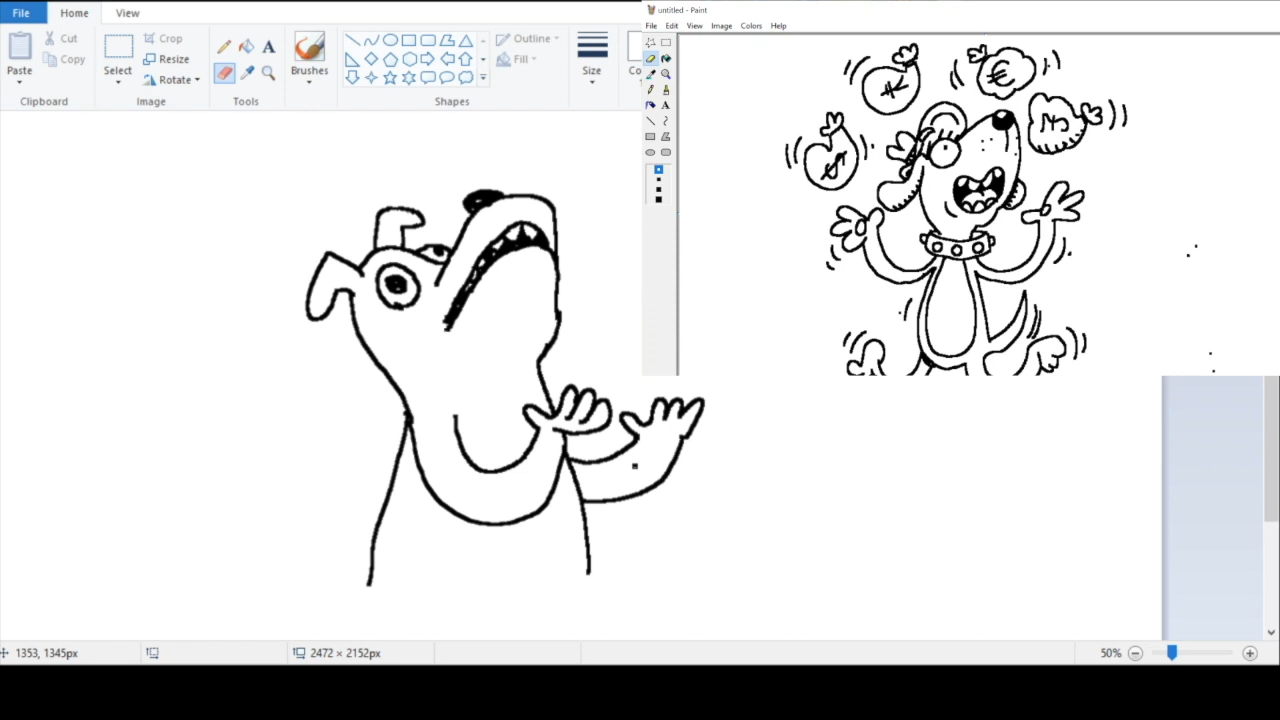 File
Home
View
Paste
Cut
Copy
Clipboard
Select
Crop
Resize
Rotate
Image
A
Tools
Brushes
Outline
Fill
Shapes
Size
Co
untitled - Paint
File Edit View Image Colors Help
A
€
$
1353, 1345px
2472 × 2152px
50%